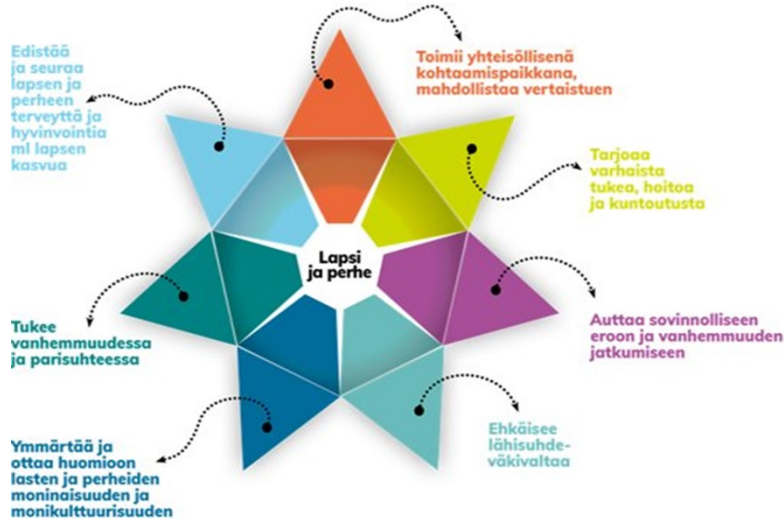 Edistää
ja seuraa
lapsen ja
perheen
terveyttä ja
hyvinvointia
ml lapsen
kasvua
Toimii yhteisöllisenä
kohtaamispaikkana,
mahdollistaa vertaistuen
Tarjoaa
varhaista
tukea, hoitoa
ja kuntoutusta
Lapsi
ja perhe
Tukee
vanhemmuudessa
ja parisuhteessa
Auttaa sovinnolliseen
eroon ja vanhemmuuden
jatkumiseen
Ymmärtää ja
ottaa huomioon
lasten ja perheiden
moninaisuuden ja
monikulttuurisuuden
Ehkäisee
lähisuhde-
väkivaltaa